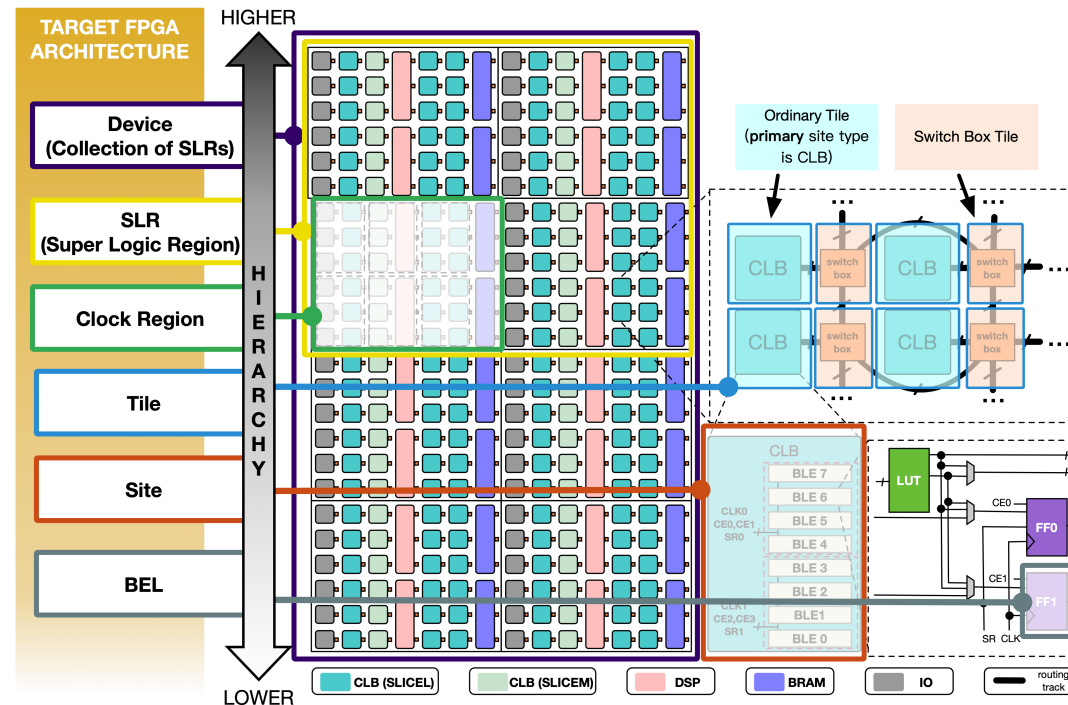 TARGET FPGA
ARCHITECTURE
HIGHER
HIERARCHY
LOWER
Device
(Collection of SLRs)
SLR
(Super Logic Region)
Clock Region
Tile
Site
BEL
Ordinary Tile
(primary site type
is CLB)
Switch Box Tile
CLB
switch
box
CLB
switch
box
CLB
switch
box
CLB
switch
box
CLB
BLE 7
BLE 6
BLE 5
BLE 4
BLE 3
BLE 2
BLE1
BLE 0
CLK0
CE0,CE1
SR0
CLK1
CE2,CE3
SR1
LUT
CE0
FF0
CE1
FF1
SR
CLK
CLB (SLICEL)
CLB (SLICEM)
DSP
BRAM
IO
routing
track